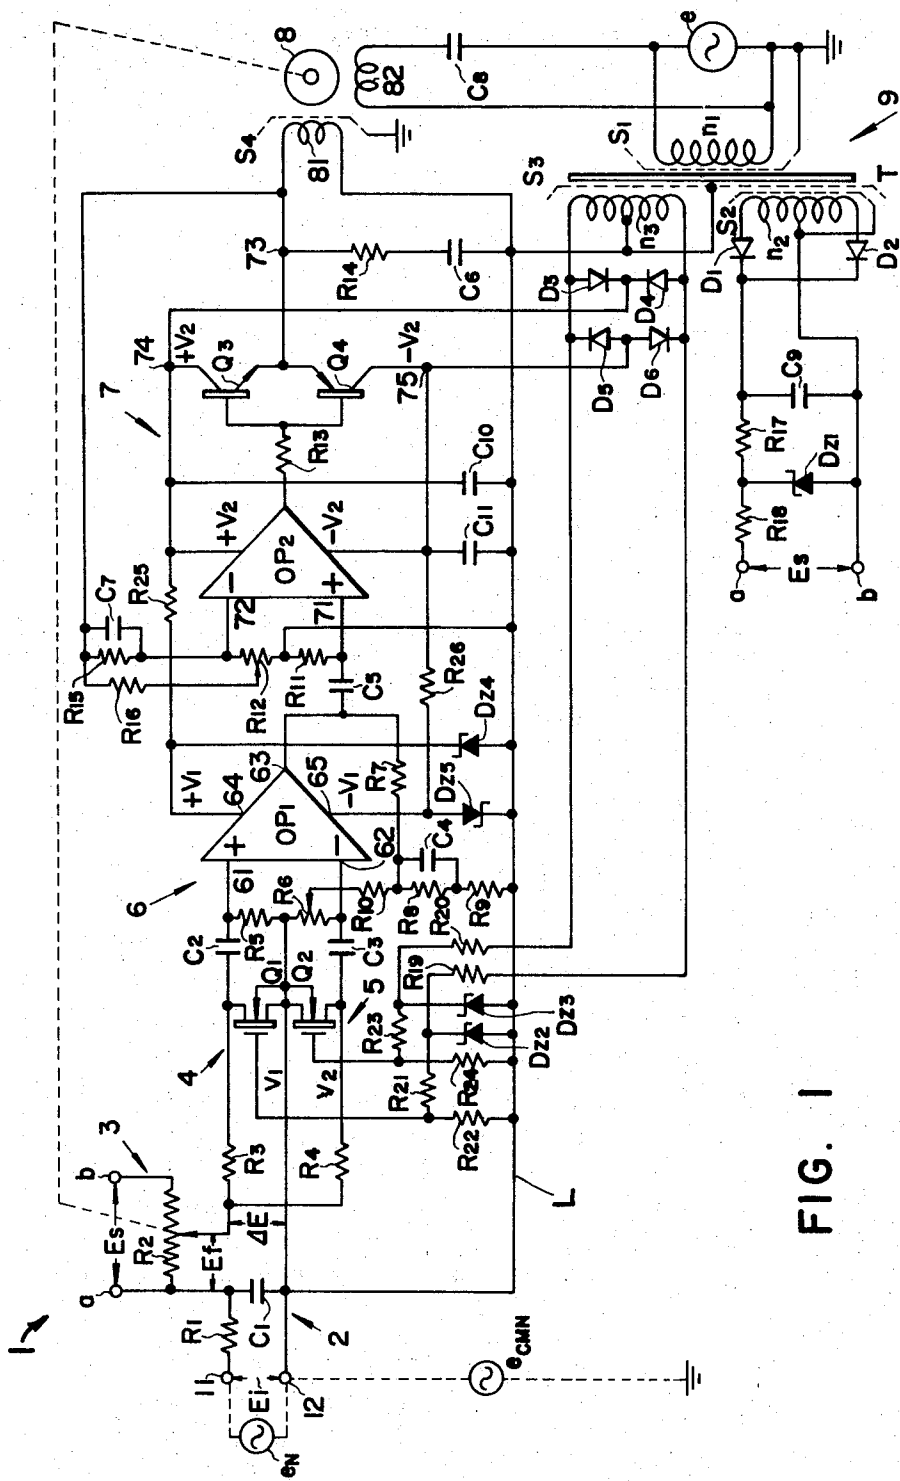 1
11
Ei
12
eN
eCMN
R1
C1
2
a
Es
b
3
R2
Ef
ΔE
R3
R4
4
5
V1
V2
Q1
Q2
C2
C3
R5
R6
61
62
63
64
65
6
OP1
+
−
+V1
−V1
R7
C4
R8
R9
R10
R19
R20
R21
R22
R23
R24
DZ2
DZ3
DZ4
DZ5
L
C5
R11
R12
R15
R16
C7
R25
R26
71
72
−
+
OP2
+V2
−V2
7
R13
C10
C11
74
+V2
Q3
Q4
75
−V2
73
R14
C6
8
81
82
S4
C8
e
9
T
S1
n1
S2
n2
S3
n3
D1
D2
D3
D4
D5
D6
C9
R17
R18
DZ1
a
Es
b
FIG. 1